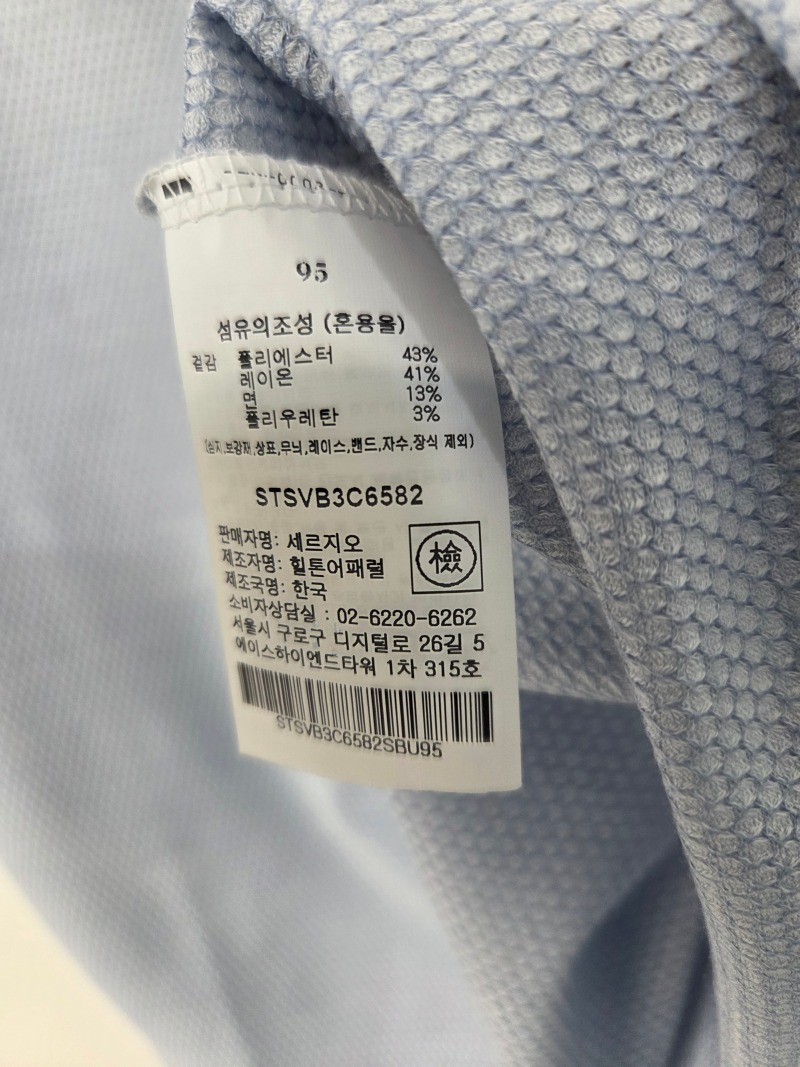 95
섬유의조성 (혼용율)
겉감 폴리에스터 43%
레이온 41%
면 13%
폴리우레탄 3%
(심지,보강재,상표,무늬,레이스,밴드,자수,장식 제외)
STSVB3C6582
판매자명: 세르지오
제조자명: 힐튼어패럴
檢
제조국명: 한국
소비자상담실 : 02-6220-6262
서울시 구로구 디지털로 26길 5
에이스하이엔드타워 1차 315호
STSVB3C6582SBU95